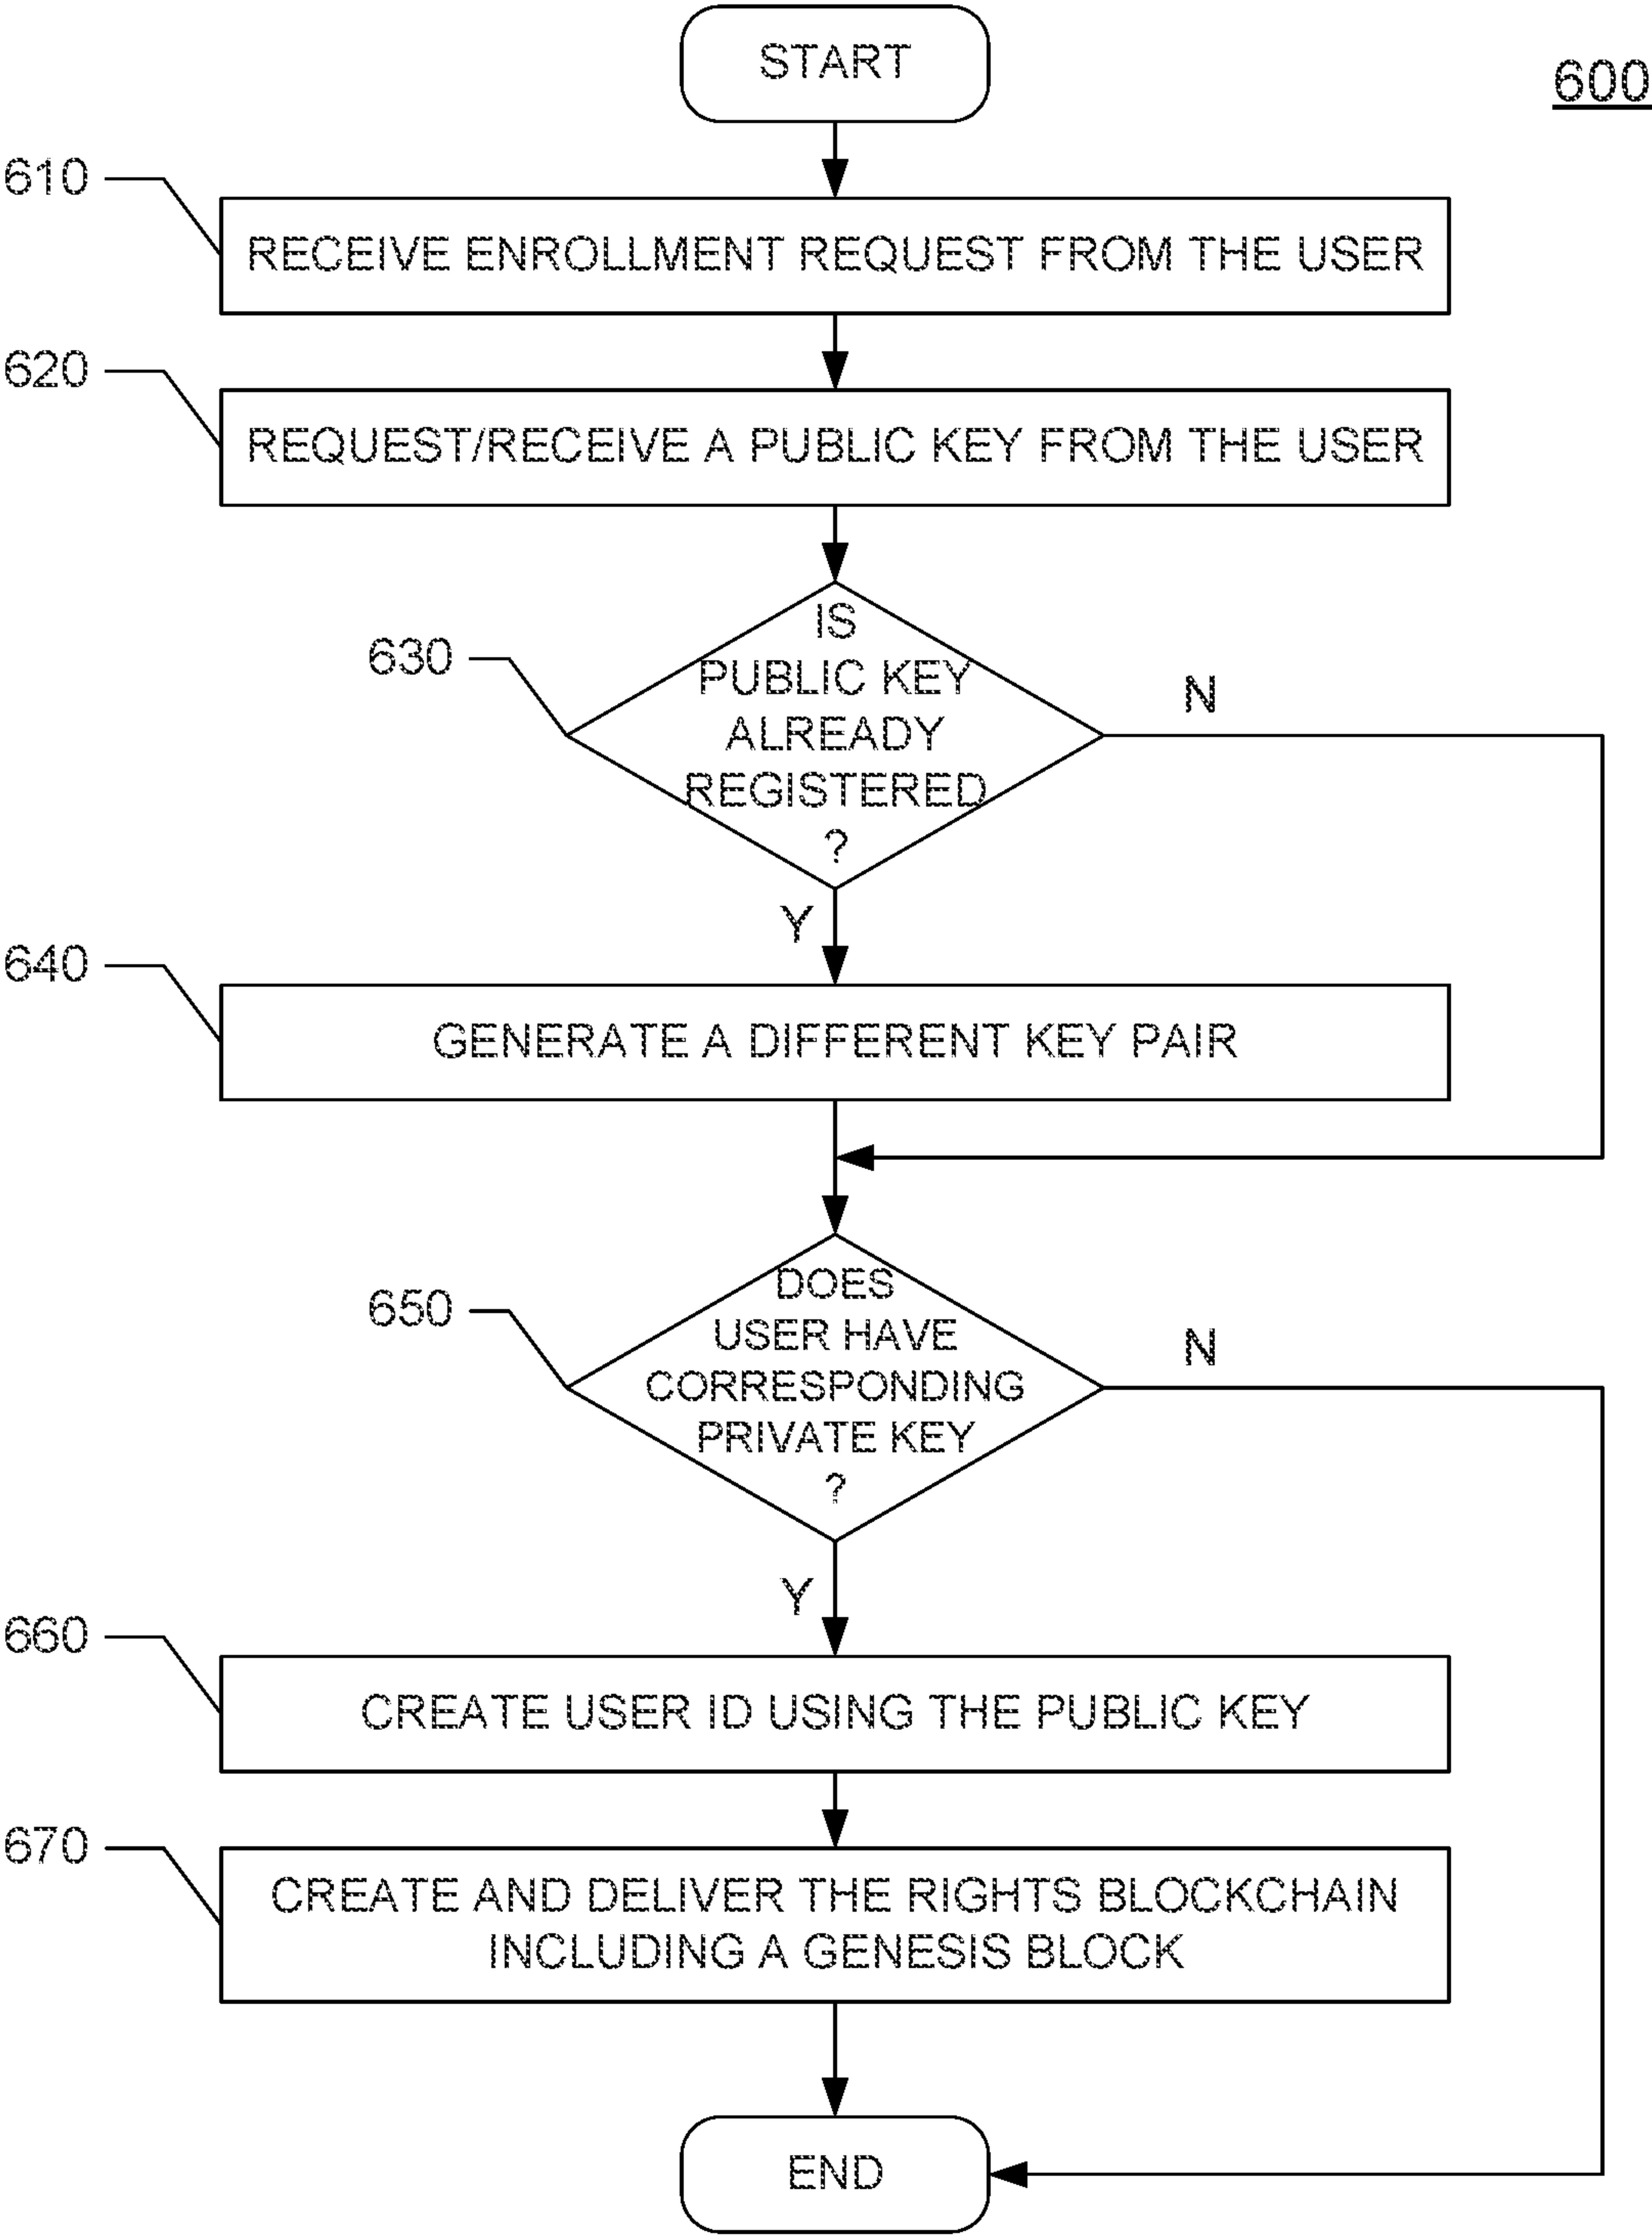 START
600
610
RECEIVE ENROLLMENT REQUEST FROM THE USER
620
REQUEST/RECEIVE A PUBLIC KEY FROM THE USER
630
IS
PUBLIC KEY
ALREADY
REGISTERED
?
N
Y
640
GENERATE A DIFFERENT KEY PAIR
650
DOES
USER HAVE
CORRESPONDING
PRIVATE KEY
?
N
Y
660
CREATE USER ID USING THE PUBLIC KEY
670
CREATE AND DELIVER THE RIGHTS BLOCKCHAIN
INCLUDING A GENESIS BLOCK
END